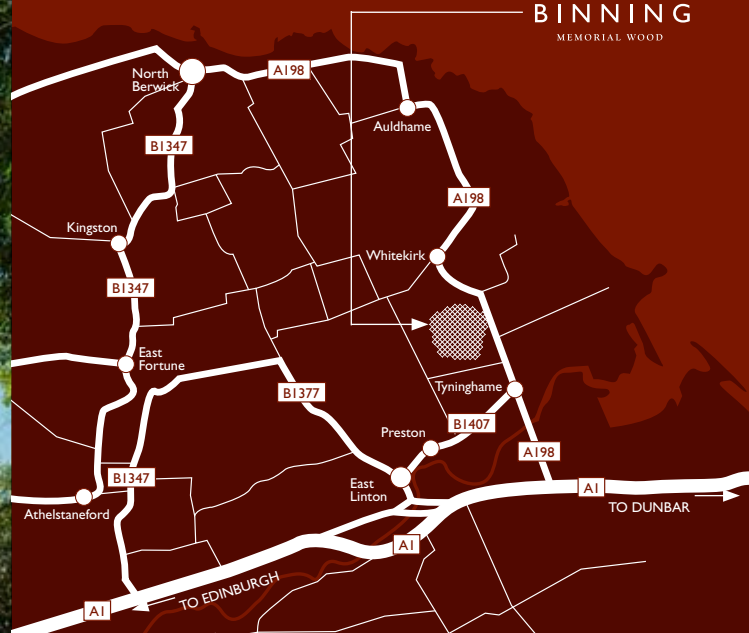 BINNING
MEMORIAL WOOD
North
Berwick
A198
Auldhame
B1347
A198
Kingston
Whitekirk
B1347
East
Fortune
Tyninghame
B1377
B1407
Preston
A198
B1347
East
Linton
A1
Athelstaneford
TO DUNBAR
A1
TO EDINBURGH
A1